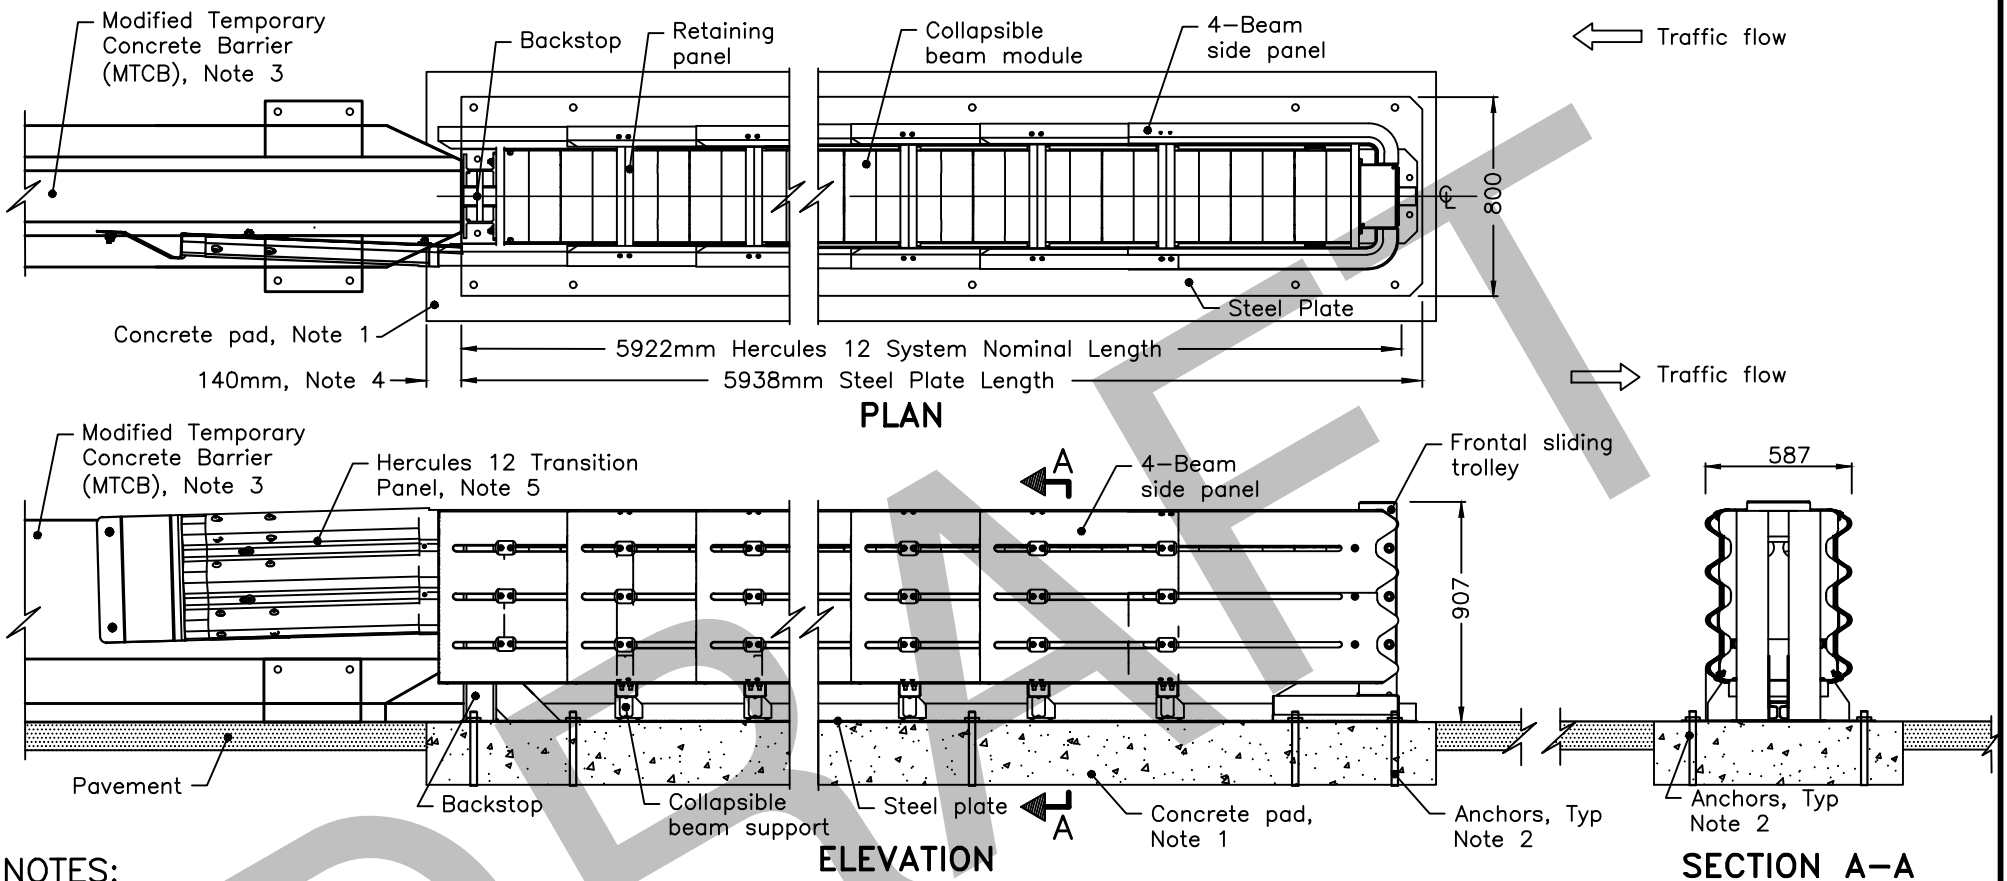 Modified Temporary
Concrete Barrier
(MTCB), Note 3
Backstop
Retaining
panel
Collapsible
beam module
4-Beam
side panel
Traffic flow
800
℄
Steel Plate
Concrete pad, Note 1
5922mm Hercules 12 System Nominal Length
140mm, Note 4
5938mm Steel Plate Length
Traffic flow
PLAN
Modified Temporary
Concrete Barrier
(MTCB), Note 3
Hercules 12 Transition
Panel, Note 5
A
4-Beam
side panel
Frontal sliding
trolley
587
907
Pavement
Backstop
Collapsible
beam support
Steel plate
A
Concrete pad,
Note 1
Anchors, Typ
Note 2
Anchors, Typ
Note 2
ELEVATION
SECTION A-A
NOTES:
DRAFT